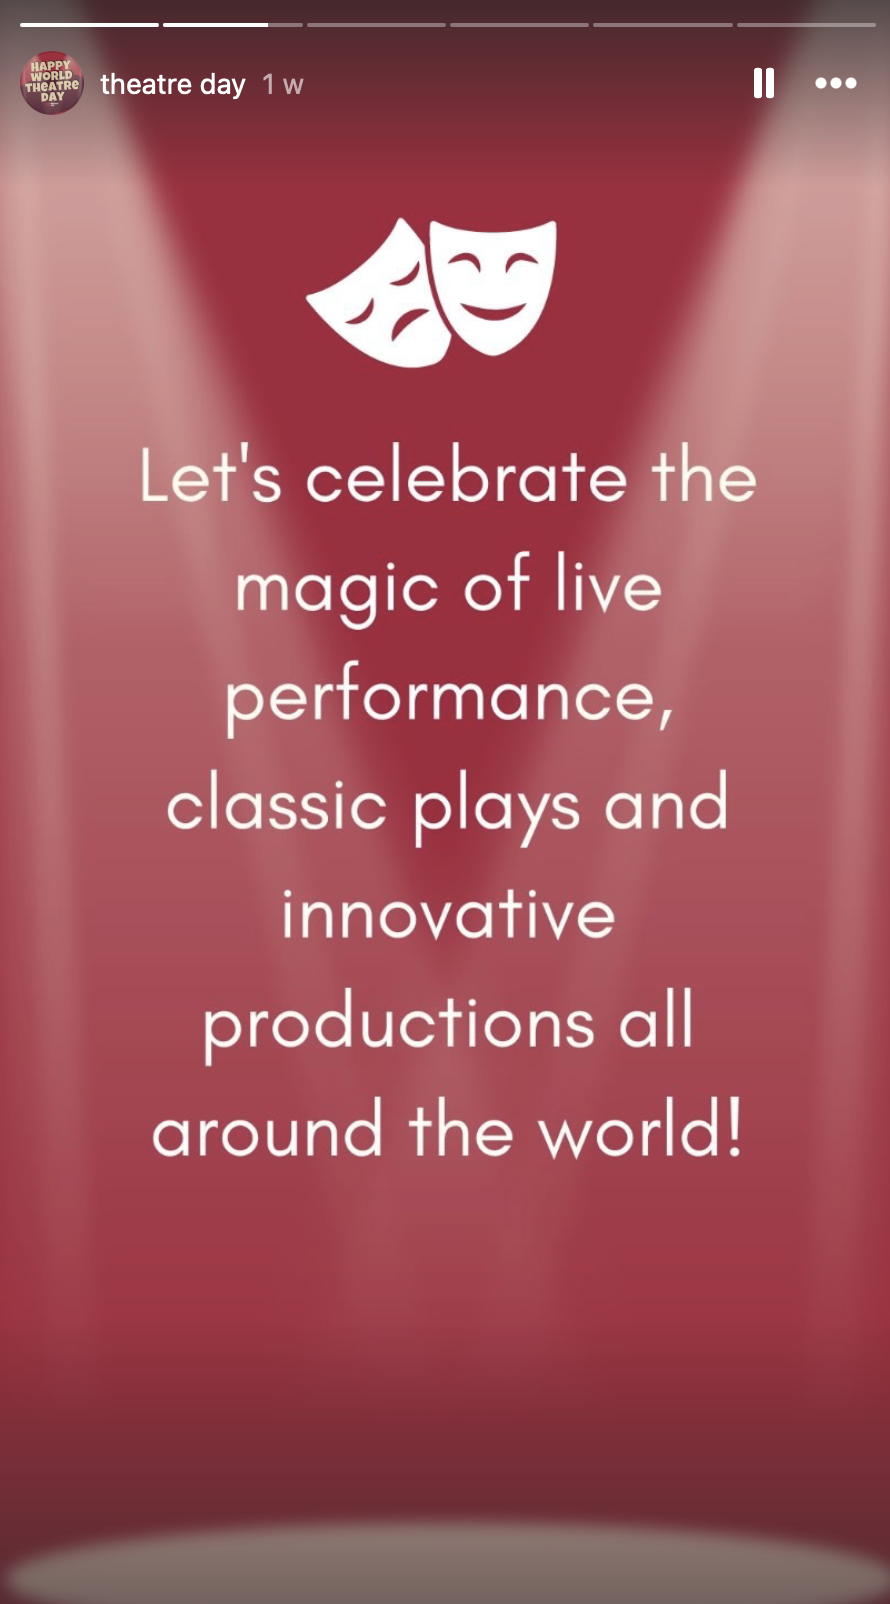 HAPPY
WORLD
THEATRE
DAY
theatre day 1 w
Let's celebrate the
magic of live
performance,
classic plays and
innovative
productions all
around the world!